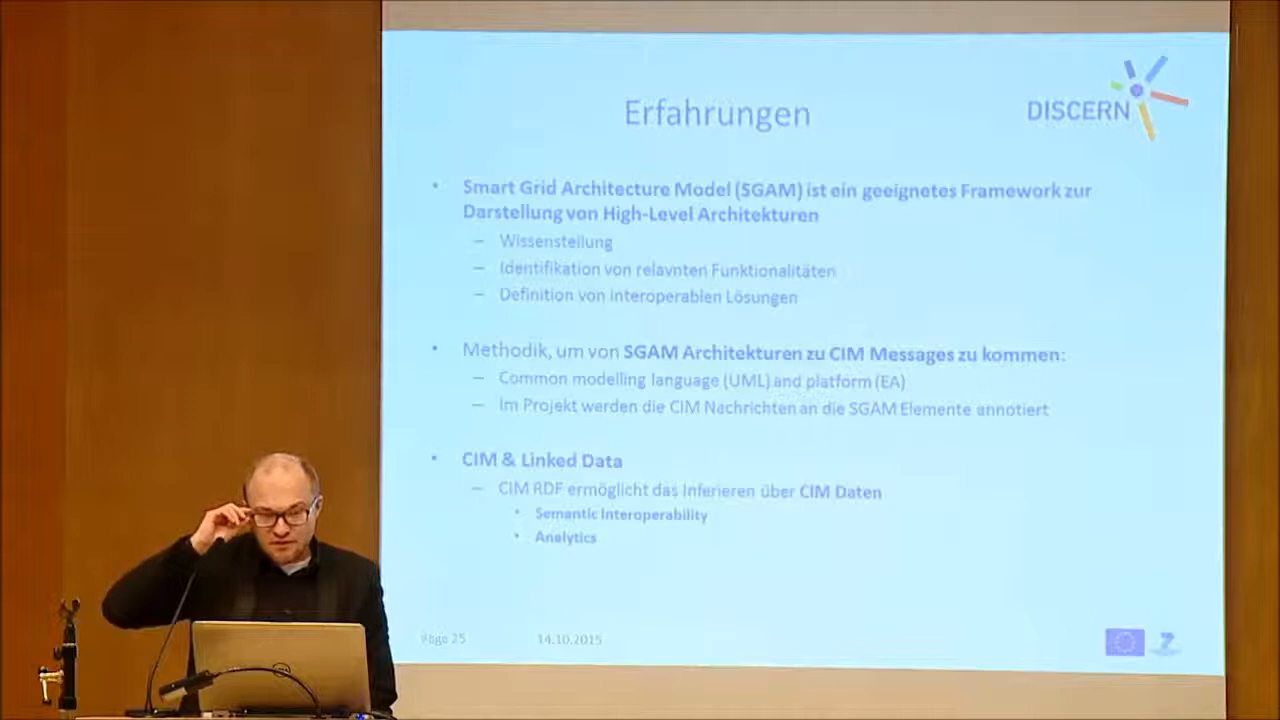 Erfahrungen
DISCERN
• Smart Grid Architecture Model (SGAM) ist ein geeignetes Framework zur
Darstellung von High-Level Architekturen
– Wissensteilung
– Identifikation von relavnten Funktionalitäten
– Definition von interoperablen Lösungen
• Methodik, um von SGAM Architekturen zu CIM Messages zu kommen:
– Common modelling language (UML) and platform (EA)
– Im Projekt werden die CIM Nachrichten an die SGAM Elemente annotiert
• CIM & Linked Data
– CIM RDF ermöglicht das Inferieren über CIM Daten
• Semantic Interoperability
• Analytics
Page 25 14.10.2015